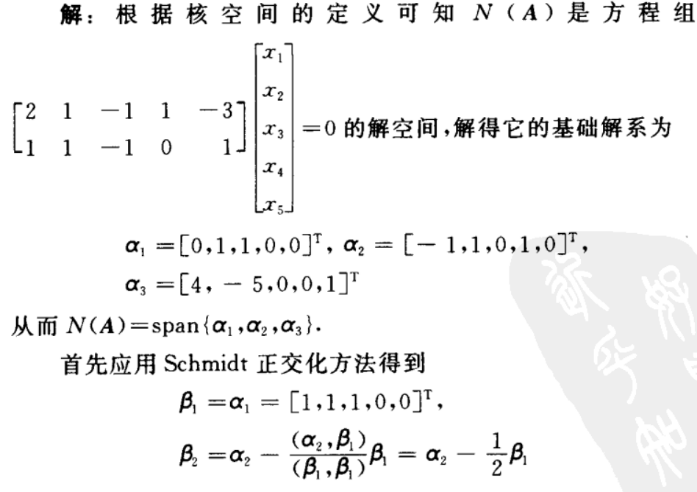 解：根据核空间的定义可知 N（A）是方程组
[2 1 −1 1 −3; 1 1 −1 0 1] [x₁; x₂; x₃; x₄; x₅] =0 的解空间,解得它的基础解系为
α₁ =[0,1,1,0,0]ᵀ, α₂ = [− 1,1,0,1,0]ᵀ,
α₃ =[4, − 5,0,0,1]ᵀ
从而 N(A)=span{α₁,α₂,α₃}.
首先应用 Schmidt 正交化方法得到
β₁ =α₁ = [1,1,1,0,0]ᵀ,
β₂ =α₂ − (α₂,β₁)/(β₁,β₁) β₁ = α₂ − 1/2 β₁